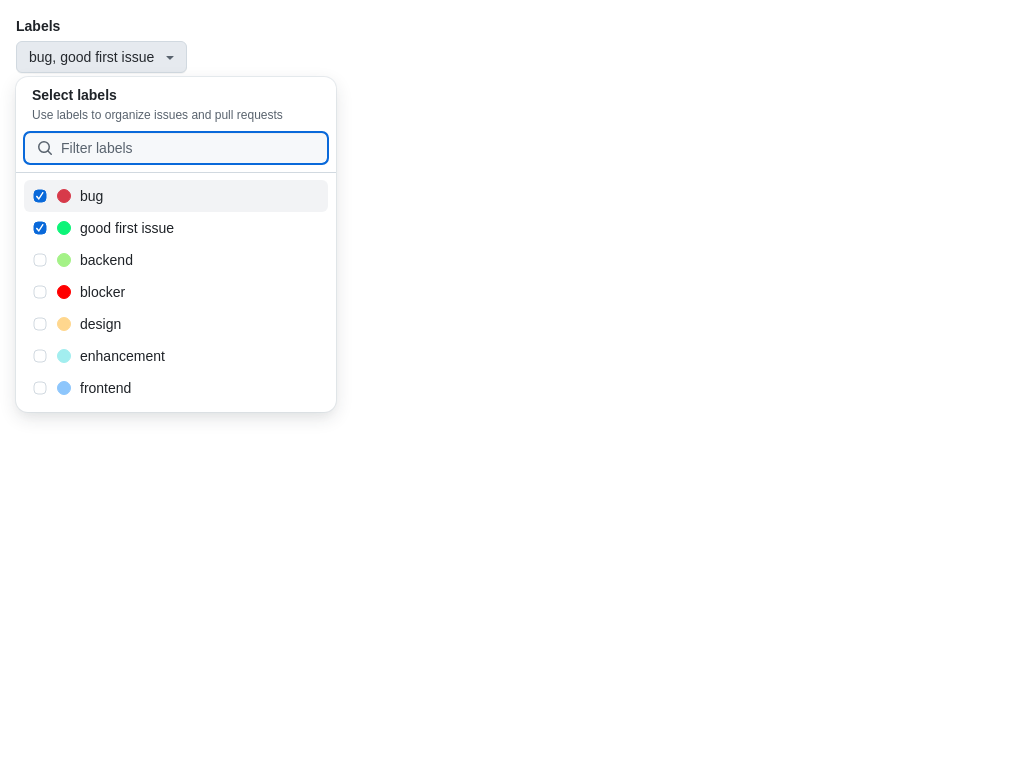 Labels
bug, good first issue
Select labels
Use labels to organize issues and pull requests
Filter labels
bug
good first issue
backend
blocker
design
enhancement
frontend